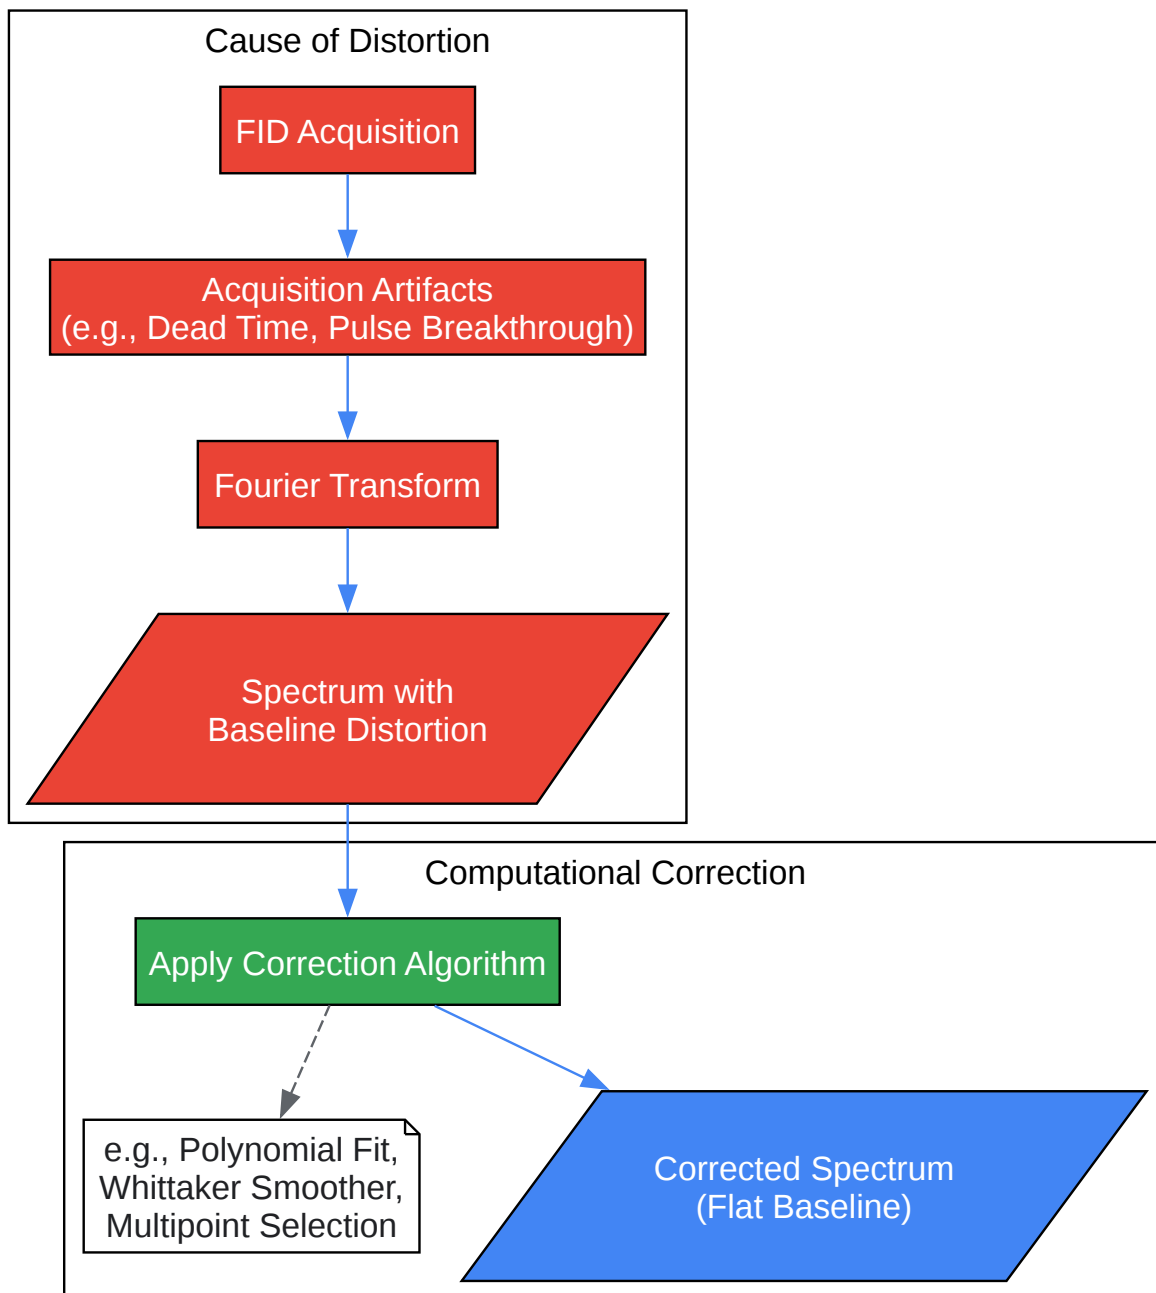 Cause of Distortion
FID Acquisition
Acquisition Artifacts
(e.g., Dead Time, Pulse Breakthrough)
Fourier Transform
Spectrum with
Baseline Distortion
Computational Correction
Apply Correction Algorithm
e.g., Polynomial Fit,
Whittaker Smoother,
Multipoint Selection
Corrected Spectrum
(Flat Baseline)